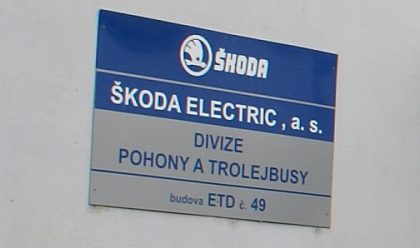 ŠKODA
ŠKODA ELECTRIC , a. s.
DIVIZE
POHONY A TROLEJBUSY
budova ETD č. 49